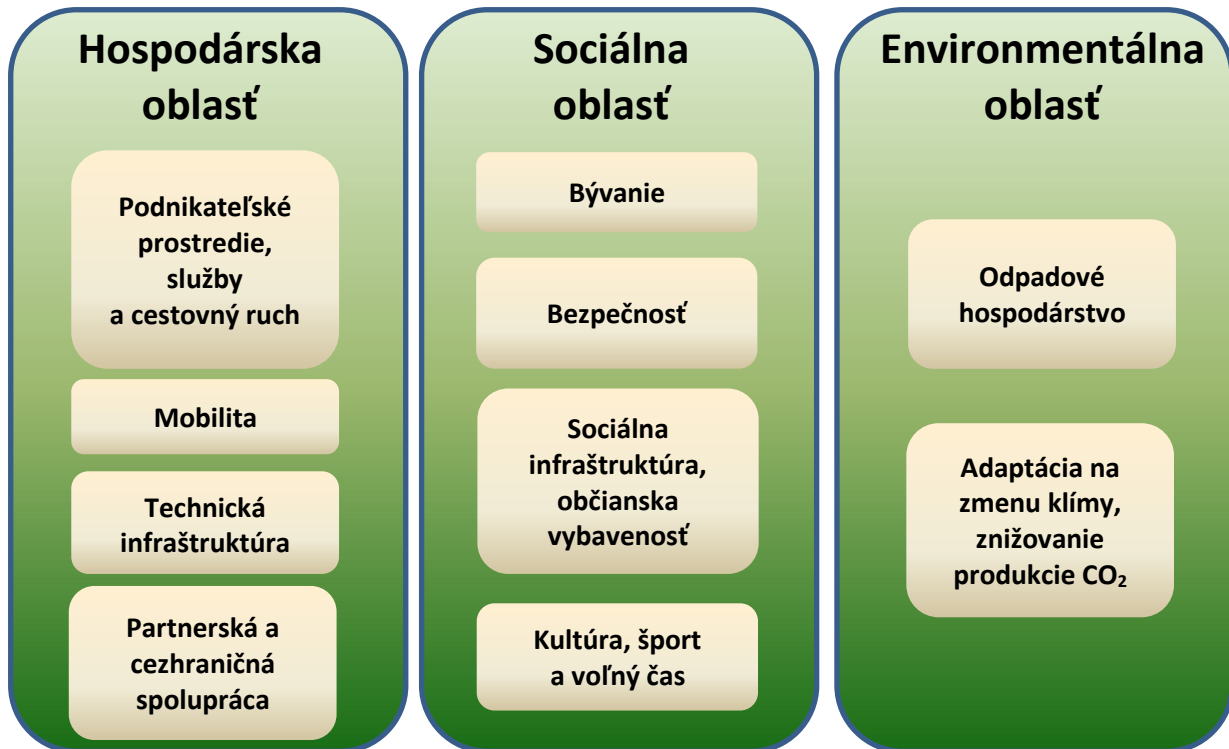 Hospodárska
oblasť
Podnikateľské
prostredie,
služby
a cestovný ruch
Mobilita
Technická
infraštruktúra
Partnerská a
cezhraničná
spolupráca
Sociálna
oblasť
Bývanie
Bezpečnosť
Sociálna
infraštruktúra,
občianska
vybavenosť
Kultúra, šport
a voľný čas
Environmentálna
oblasť
Odpadové
hospodárstvo
Adaptácia na
zmenu klímy,
znižovanie
produkcie CO₂